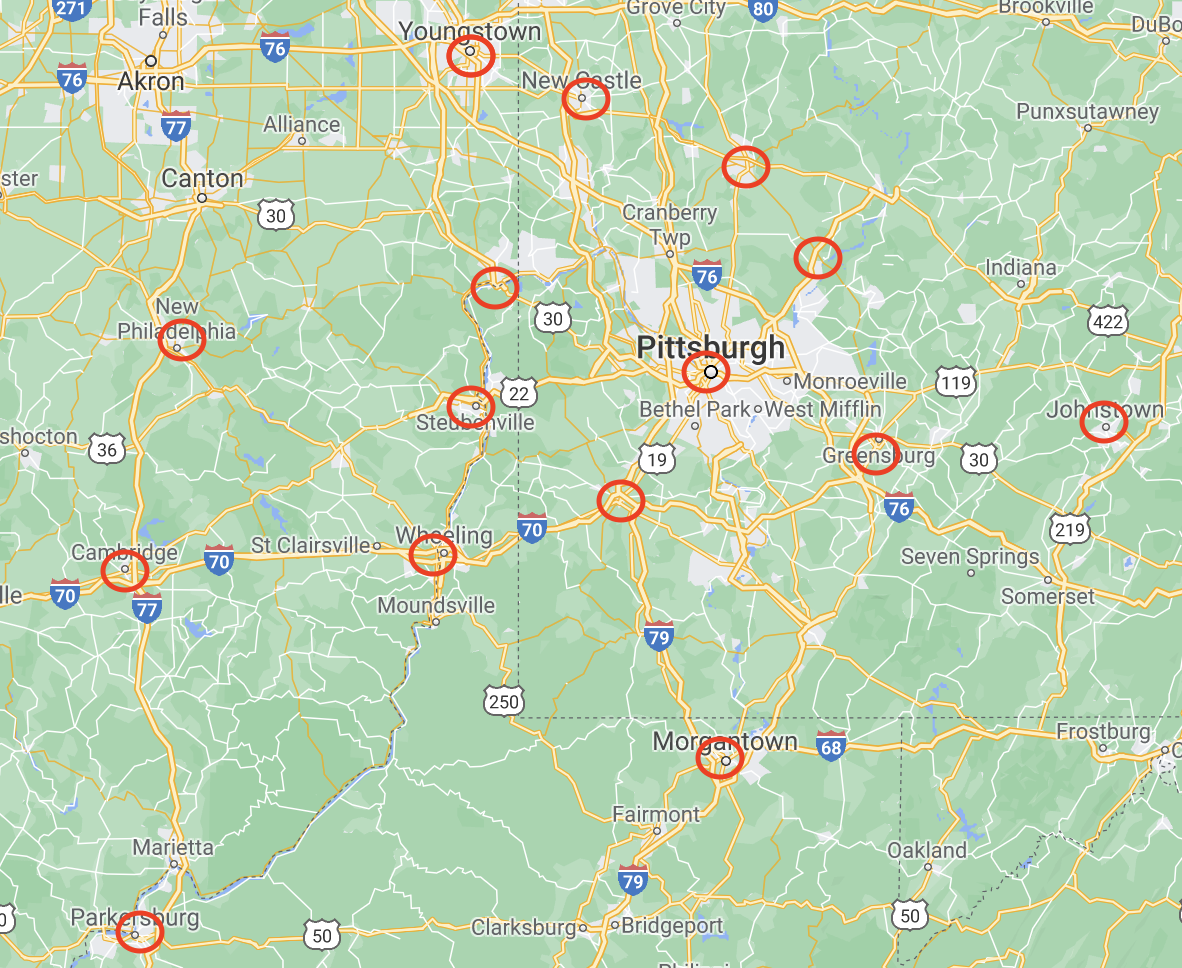 271
Falls
Youngstown
Grove City
80
Brookville
DuBo
76
Akron
76
New Castle
Punxsutawney
77
Alliance
ster
Canton
30
Cranberry
Twp
76
Indiana
New
Philadelphia
30
422
Pittsburgh
22
Monroeville
119
Steubenville
Bethel Park
West Mifflin
Johnstown
shocton
36
19
Greensburg
30
76
219
Wheeling
70
Cambridge
70
St Clairsville
Seven Springs
lle
70
77
Moundsville
Somerset
79
250
Morgantown
68
Frostburg
C
Fairmont
Marietta
Oakland
79
Parkersburg
50
Clarksburg
Bridgeport
50
0